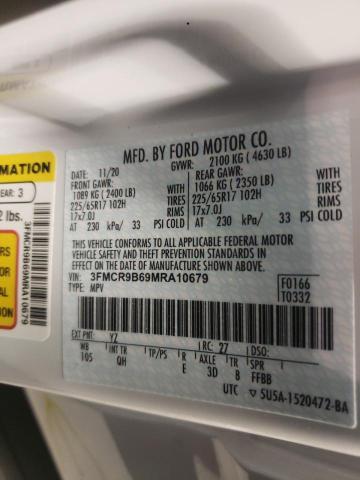 MFD. BY FORD MOTOR CO.
DATE: 11/20 GVWR: 2100 KG ( 4630 LB)
FRONT GAWR: REAR GAWR:
1089 KG ( 2400 LB) 1066 KG ( 2350 LB)
225/65R17 102H TIRES 225/65R17 102H
17x7.0J RIMS 17x7.0J
AT 230 kPa/ 33 PSI COLD AT 230 kPa/ 33 PSI COLD
THIS VEHICLE CONFORMS TO ALL APPLICABLE FEDERAL MOTOR
VEHICLE SAFETY AND THEFT PREVENTION STANDARDS IN EFFECT
ON THE DATE OF MANUFACTURE SHOWN ABOVE.
VIN: 3FMCR9B69MRA10679 F0166
TYPE: MPV T0332
EXT PNT: YZ RC: 27 DSO:
WB INT TR TP/PS R AXLE TR SPR
105 QH E 3D 8 FFBB
UTC SU5A-1520472-BA
MATION
EAR: 3
lbs.
3FMCR9B69MRA10679